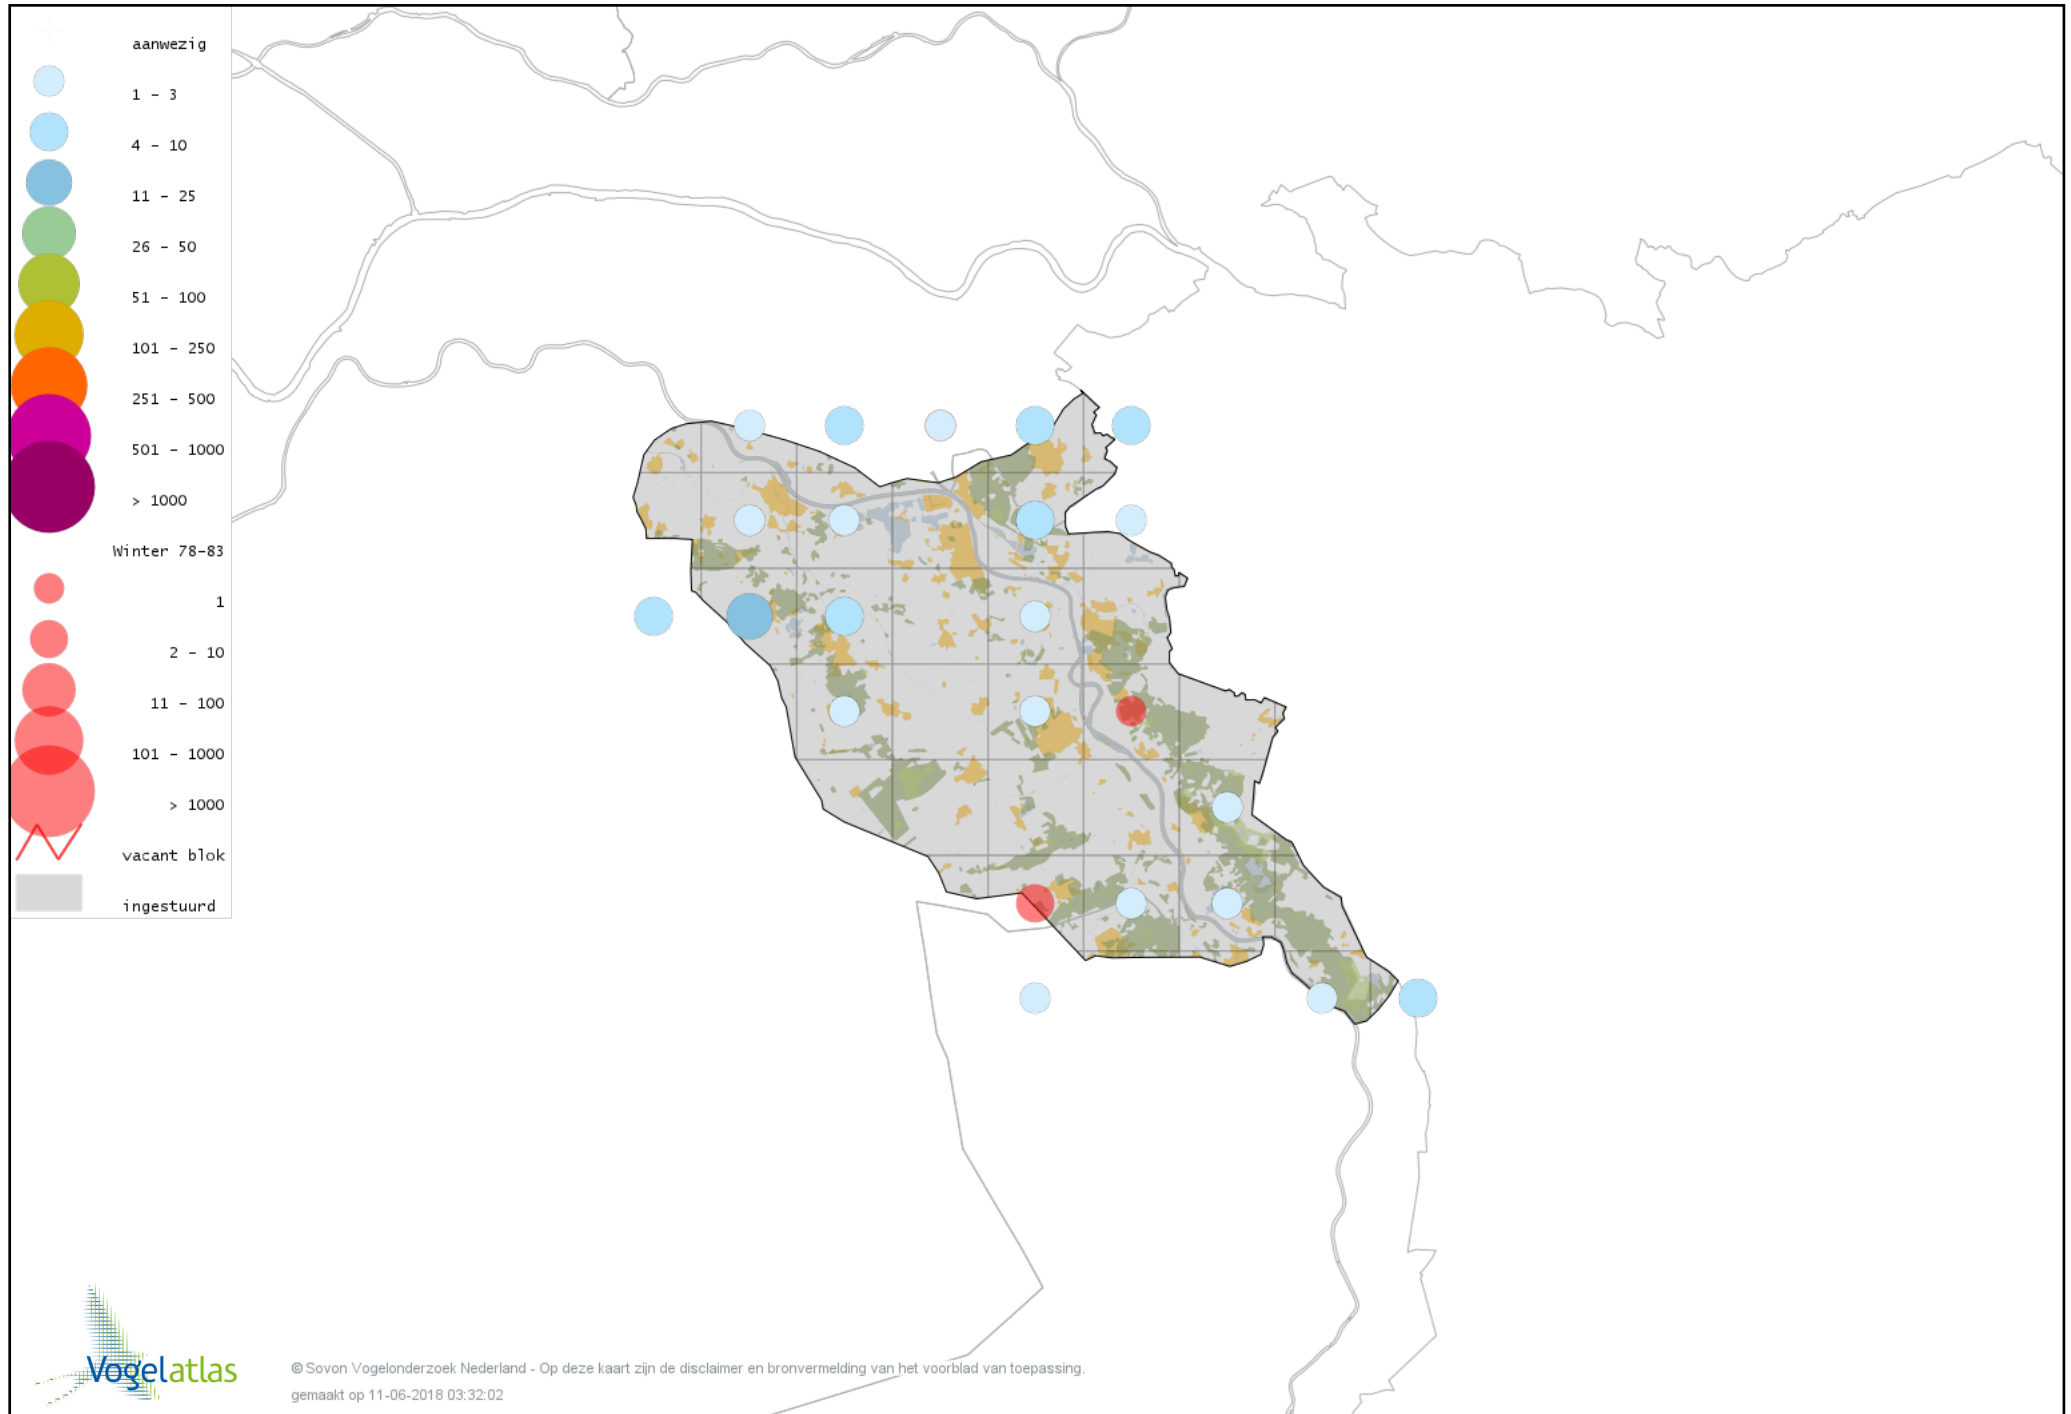 aanwezig
1 - 3
4 - 10
11 - 25
26 - 50
51 - 100
101 - 250
251 - 500
501 - 1000
> 1000
Winter 78-83
1
2 - 10
11 - 100
101 - 1000
> 1000
vacant blok
ingestuurd
Vogelatlas
© Sovon Vogelonderzoek Nederland - Op deze kaart zijn de disclaimer en bronvermelding van het voorblad van toepassing.
gemaakt op 11-06-2018 03:32:02